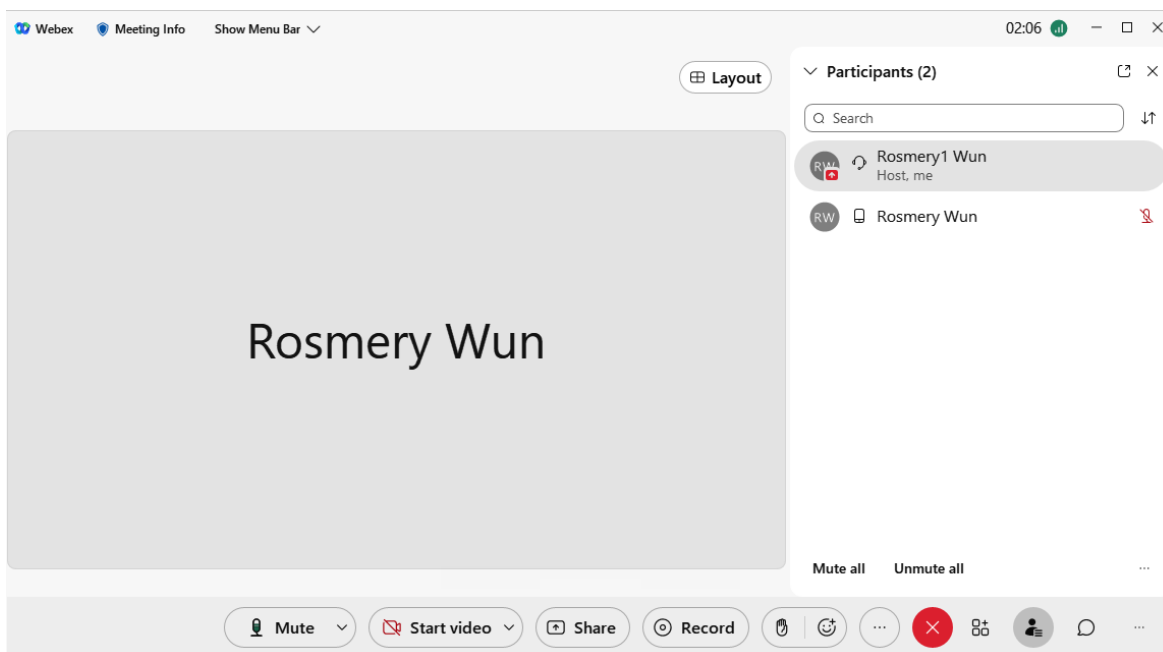 Webex Meeting Info Show Menu Bar 02:06
Layout
Participants (2)
Search
RW Rosmery1 Wun
Host, me
RW Rosmery Wun
Rosmery Wun
Mute all Unmute all
Mute Start video Share Record